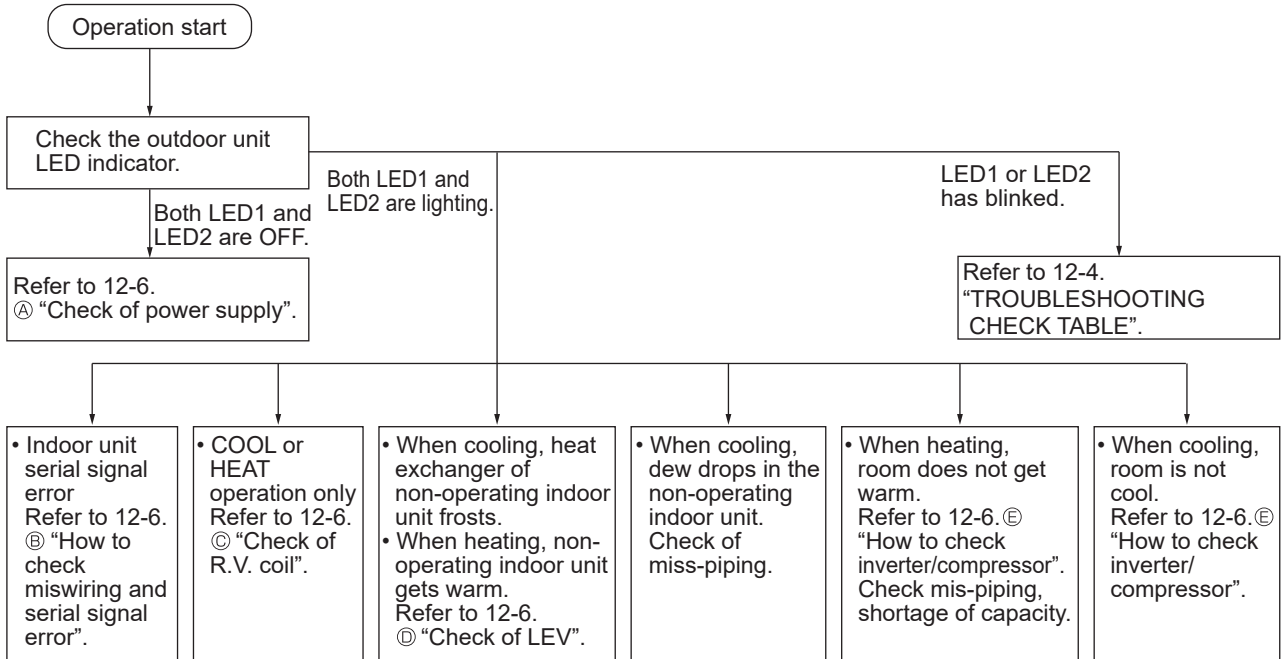 Operation start
Check the outdoor unit
LED indicator.
Both LED1 and
LED2 are OFF.
Both LED1 and
LED2 are lighting.
LED1 or LED2
has blinked.
Refer to 12-6.
Ⓐ “Check of power supply”.
Refer to 12-4.
“TROUBLESHOOTING
CHECK TABLE”.
• Indoor unit
serial signal
error
Refer to 12-6.
Ⓑ “How to
check
miswiring and
serial signal
error”.
• COOL or
HEAT
operation only
Refer to 12-6.
Ⓒ “Check of
R.V. coil”.
• When cooling, heat
exchanger of
non-operating indoor
unit frosts.
• When heating, non-
operating indoor unit
gets warm.
Refer to 12-6.
Ⓓ “Check of LEV”.
• When cooling,
dew drops in the
non-operating
indoor unit.
Check of
miss-piping.
• When heating,
room does not get
warm.
Refer to 12-6. Ⓔ
“How to check
inverter/compressor”.
Check mis-piping,
shortage of capacity.
• When cooling,
room is not
cool.
Refer to 12-6. Ⓔ
“How to check
inverter/
compressor”.